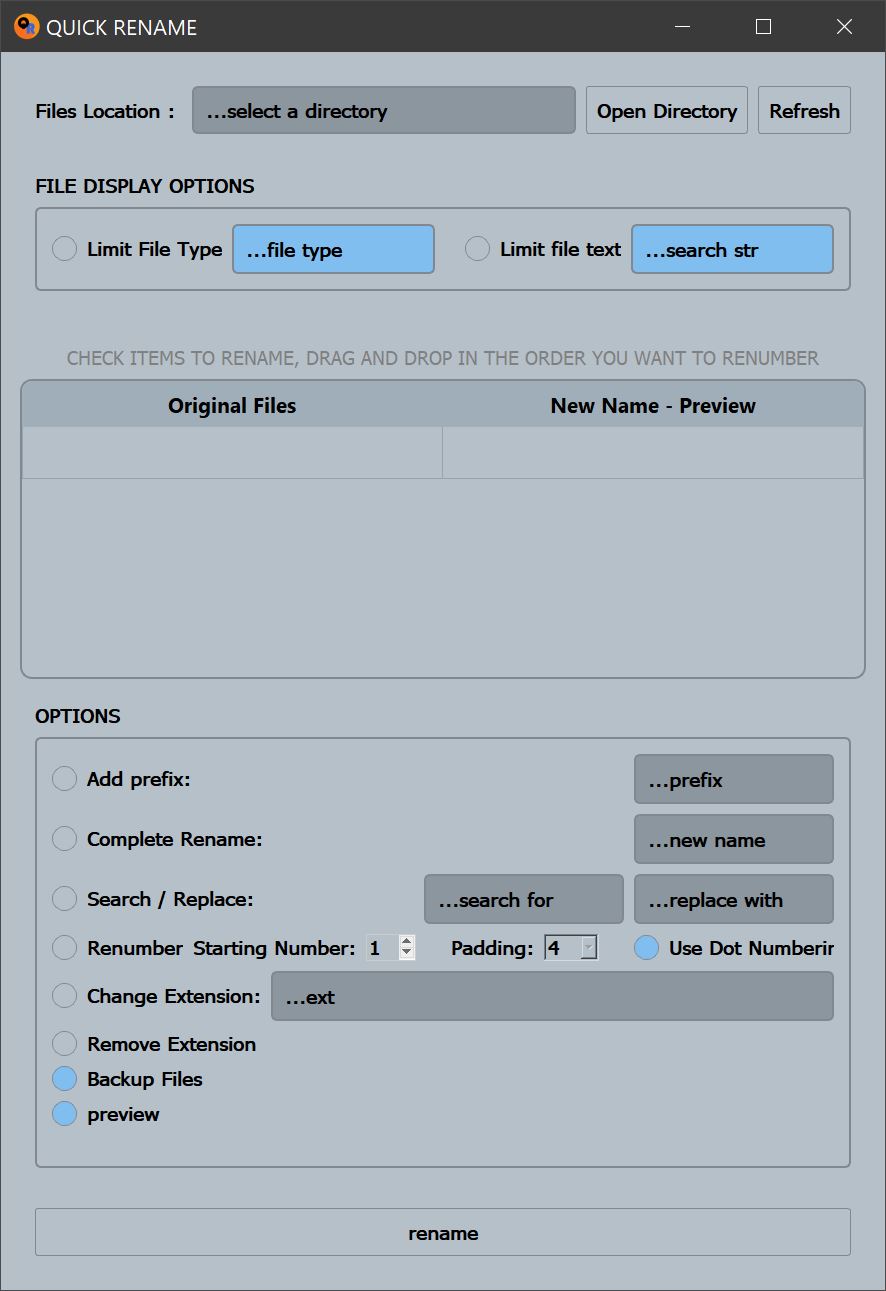 QUICK RENAME
Files Location : ...select a directory Open Directory Refresh
FILE DISPLAY OPTIONS
Limit File Type ...file type Limit file text ...search str
CHECK ITEMS TO RENAME, DRAG AND DROP IN THE ORDER YOU WANT TO RENUMBER
Original Files New Name - Preview
OPTIONS
Add prefix: ...prefix
Complete Rename: ...new name
Search / Replace: ...search for ...replace with
Renumber Starting Number: 1 Padding: 4 Use Dot Numberin
Change Extension: ...ext
Remove Extension
Backup Files
preview
rename